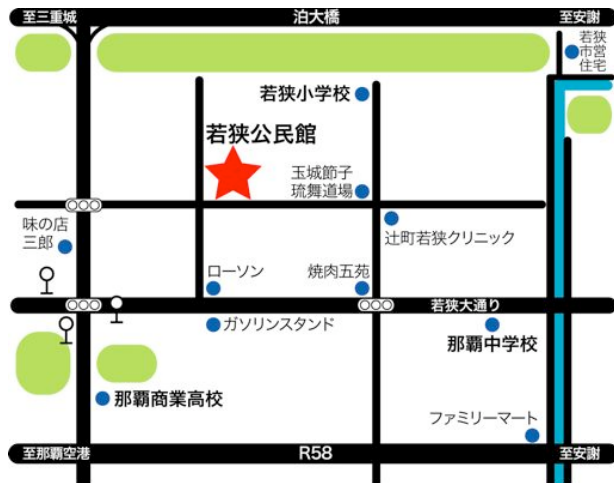 至三重城
泊大橋
至安謝
若狭
市営
住宅
若狭小学校
若狭公民館
玉城節子
琉舞道場
味の店
三郎
辻町若狭クリニック
ローソン
焼肉五苑
若狭大通り
ガソリンスタンド
那覇中学校
那覇商業高校
ファミリーマート
至那覇空港
R58
至安謝